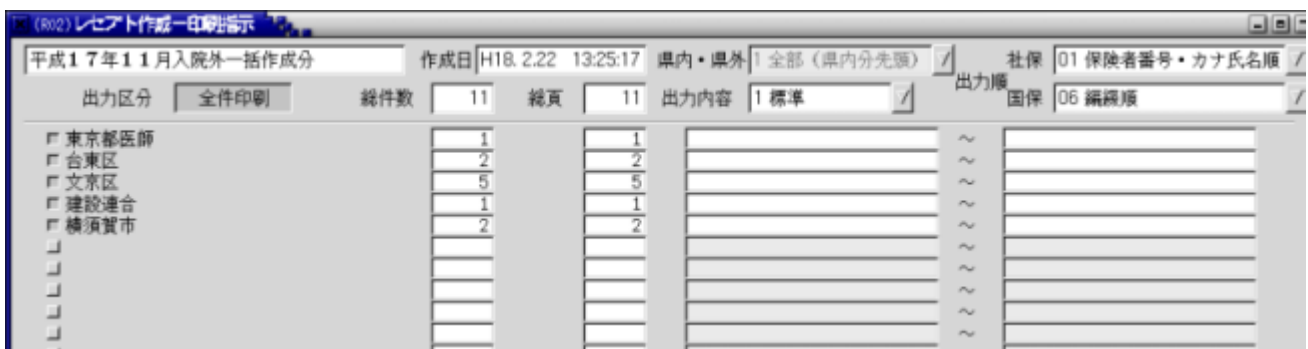 (R02)レセプト作成ー印刷指示
平成１７年１１月入院外一括作成分 作成日 H18. 2.22 13:25:17 県内・県外 1 全部（県内分先頭） 社保 01 保険者番号・カナ氏名順
出力順
出力区分 全件印刷 総件数 11 総頁 11 出力内容 1 標準 国保 06 編綴順
東京都医師 1 1 ～
台東区 2 2 ～
文京区 5 5 ～
建設連合 1 1 ～
横須賀市 2 2 ～
～
～
～
～
～